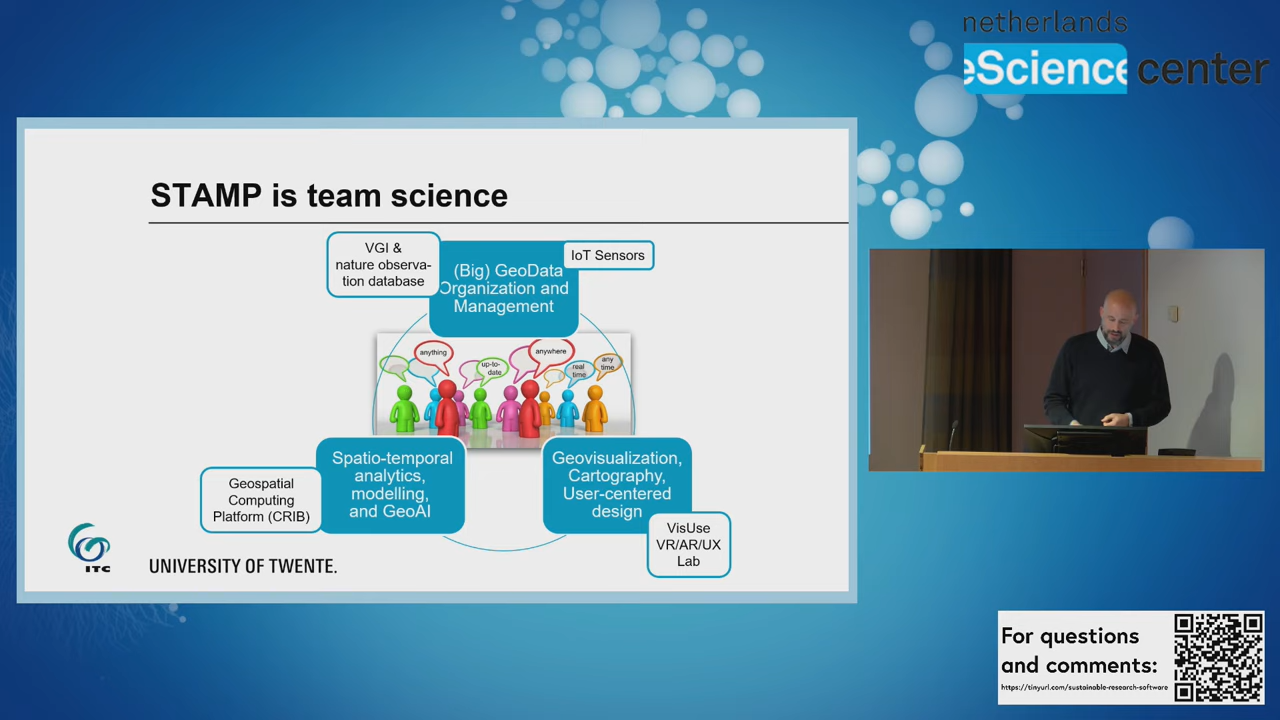 netherlands
eScience center
STAMP is team science
VGI &
nature observa-
tion database
(Big) GeoData
Organization and
Management
IoT Sensors
anything
up-to-
date
anywhere
real
time
any
time
Spatio-temporal
analytics,
modelling,
and GeoAI
Geovisualization,
Cartography,
User-centered
design
Geospatial
Computing
Platform (CRIB)
VisUse
VR/AR/UX
Lab
ITC
UNIVERSITY OF TWENTE.
For questions
and comments:
https://tinyurl.com/sustainable-research-software